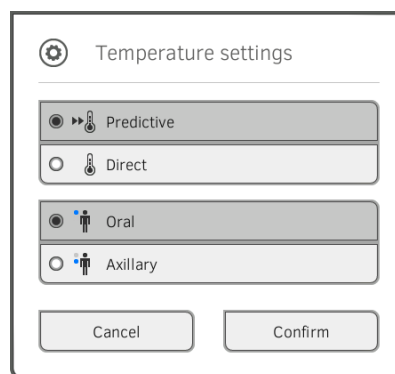 Temperature settings
Predictive
Direct
Oral
Axillary
Cancel
Confirm